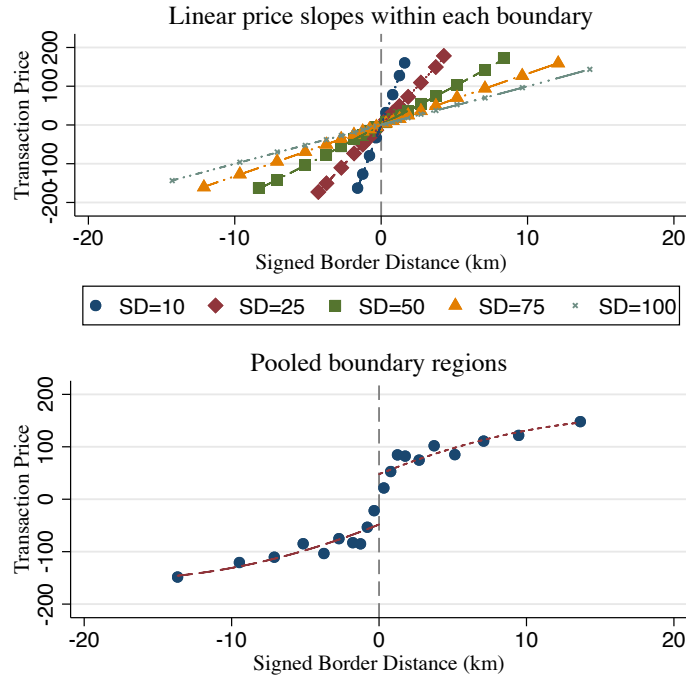 Linear price slopes within each boundary
Transaction Price
200
100
0
-100
-200
-20
-10
0
10
20
Signed Border Distance (km)
SD=10 SD=25 SD=50 SD=75 SD=100
Pooled boundary regions
Transaction Price
200
100
0
-100
-200
-20
-10
0
10
20
Signed Border Distance (km)